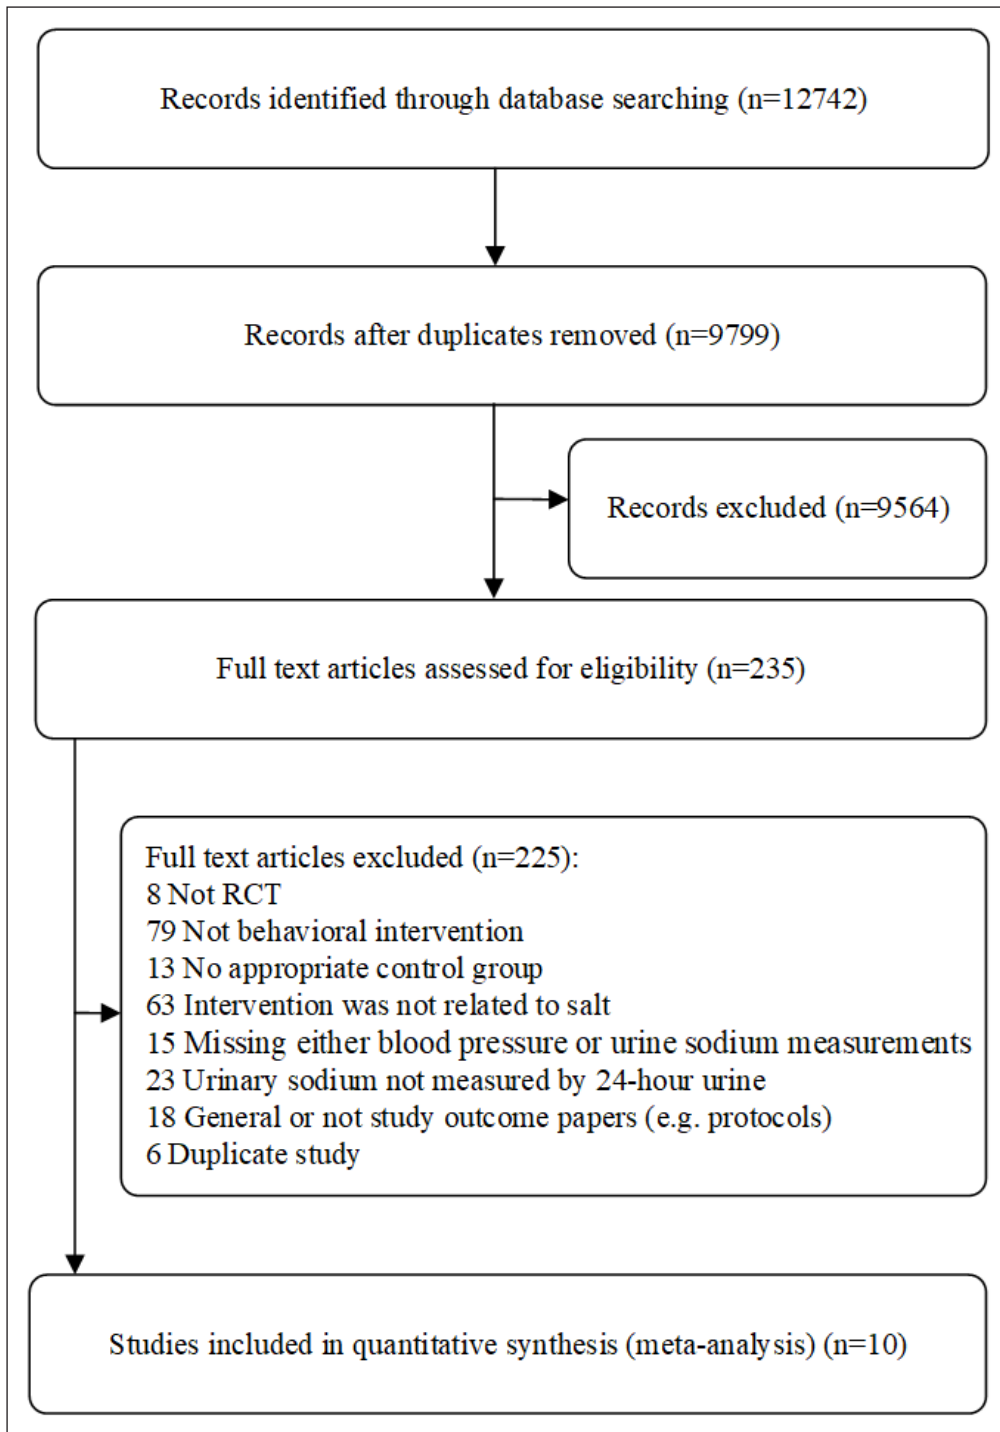 Records identified through database searching (n=12742)
Records after duplicates removed (n=9799)
Records excluded (n=9564)
Full text articles assessed for eligibility (n=235)
Full text articles excluded (n=225):
8 Not RCT
79 Not behavioral intervention
13 No appropriate control group
63 Intervention was not related to salt
15 Missing either blood pressure or urine sodium measurements
23 Urinary sodium not measured by 24-hour urine
18 General or not study outcome papers (e.g. protocols)
6 Duplicate study
Studies included in quantitative synthesis (meta-analysis) (n=10)